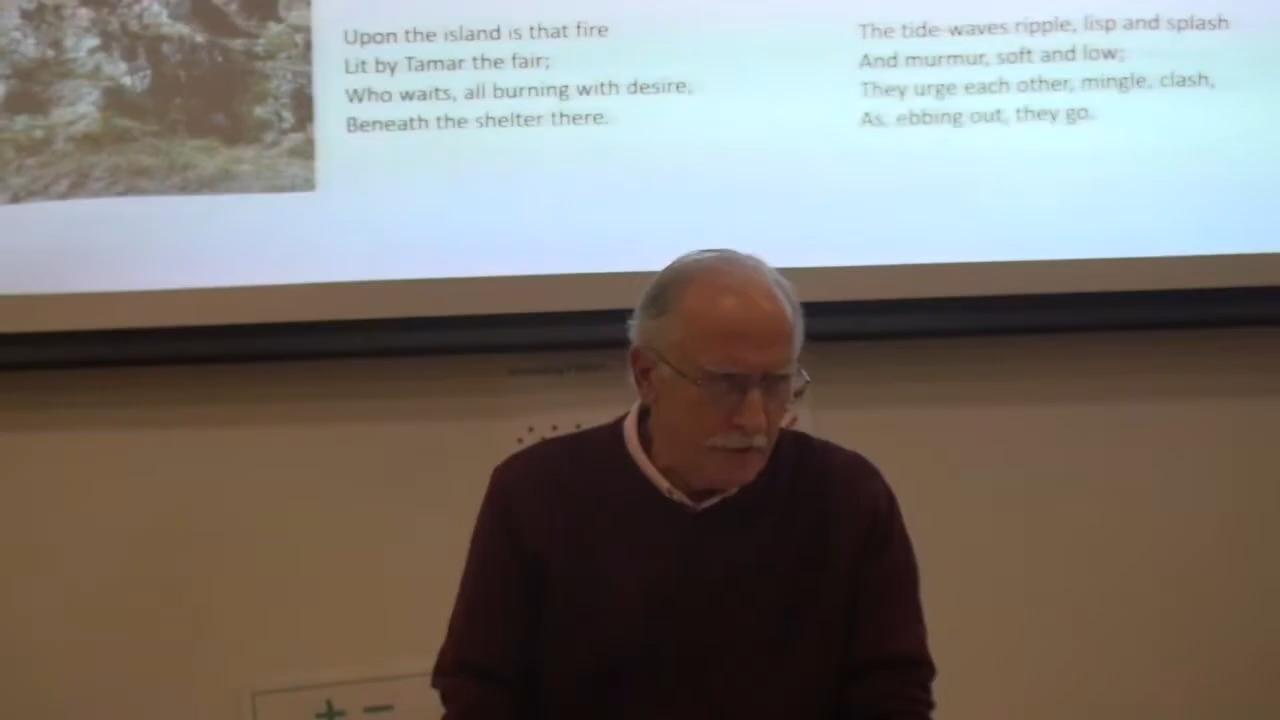 Upon the island is that fire
Lit by Tamar the fair;
Who waits, all burning with desire,
Beneath the shelter there.
The tide-waves ripple, lisp and splash
And murmur, soft and low;
They urge each other, mingle, clash,
As, ebbing out, they go.
+ -